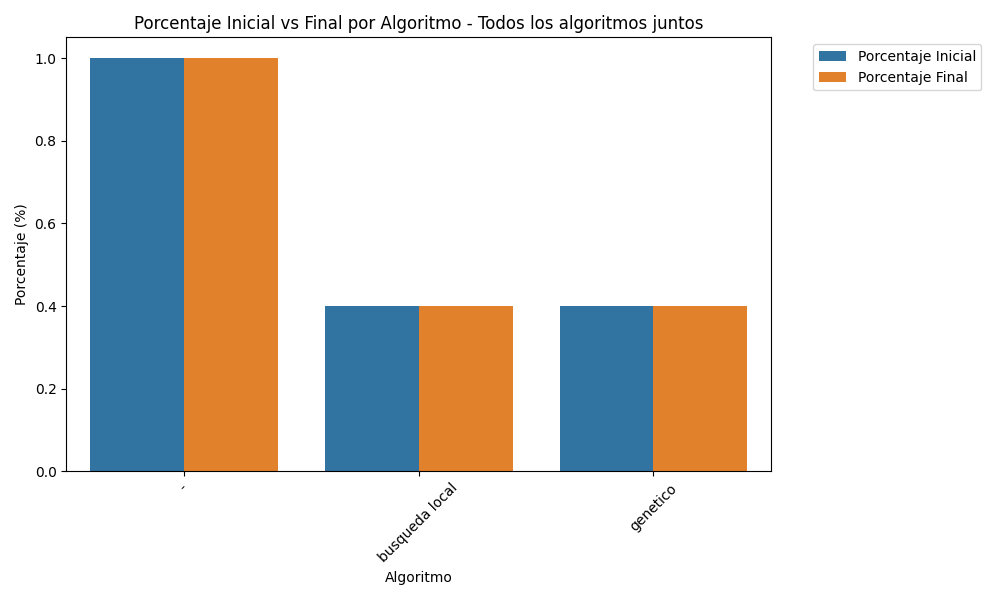 Porcentaje Inicial vs Final por Algoritmo - Todos los algoritmos juntos
Porcentaje Inicial
Porcentaje Final
Porcentaje (%)
1.0
0.8
0.6
0.4
0.2
0.0
-
busqueda local
genetico
Algoritmo